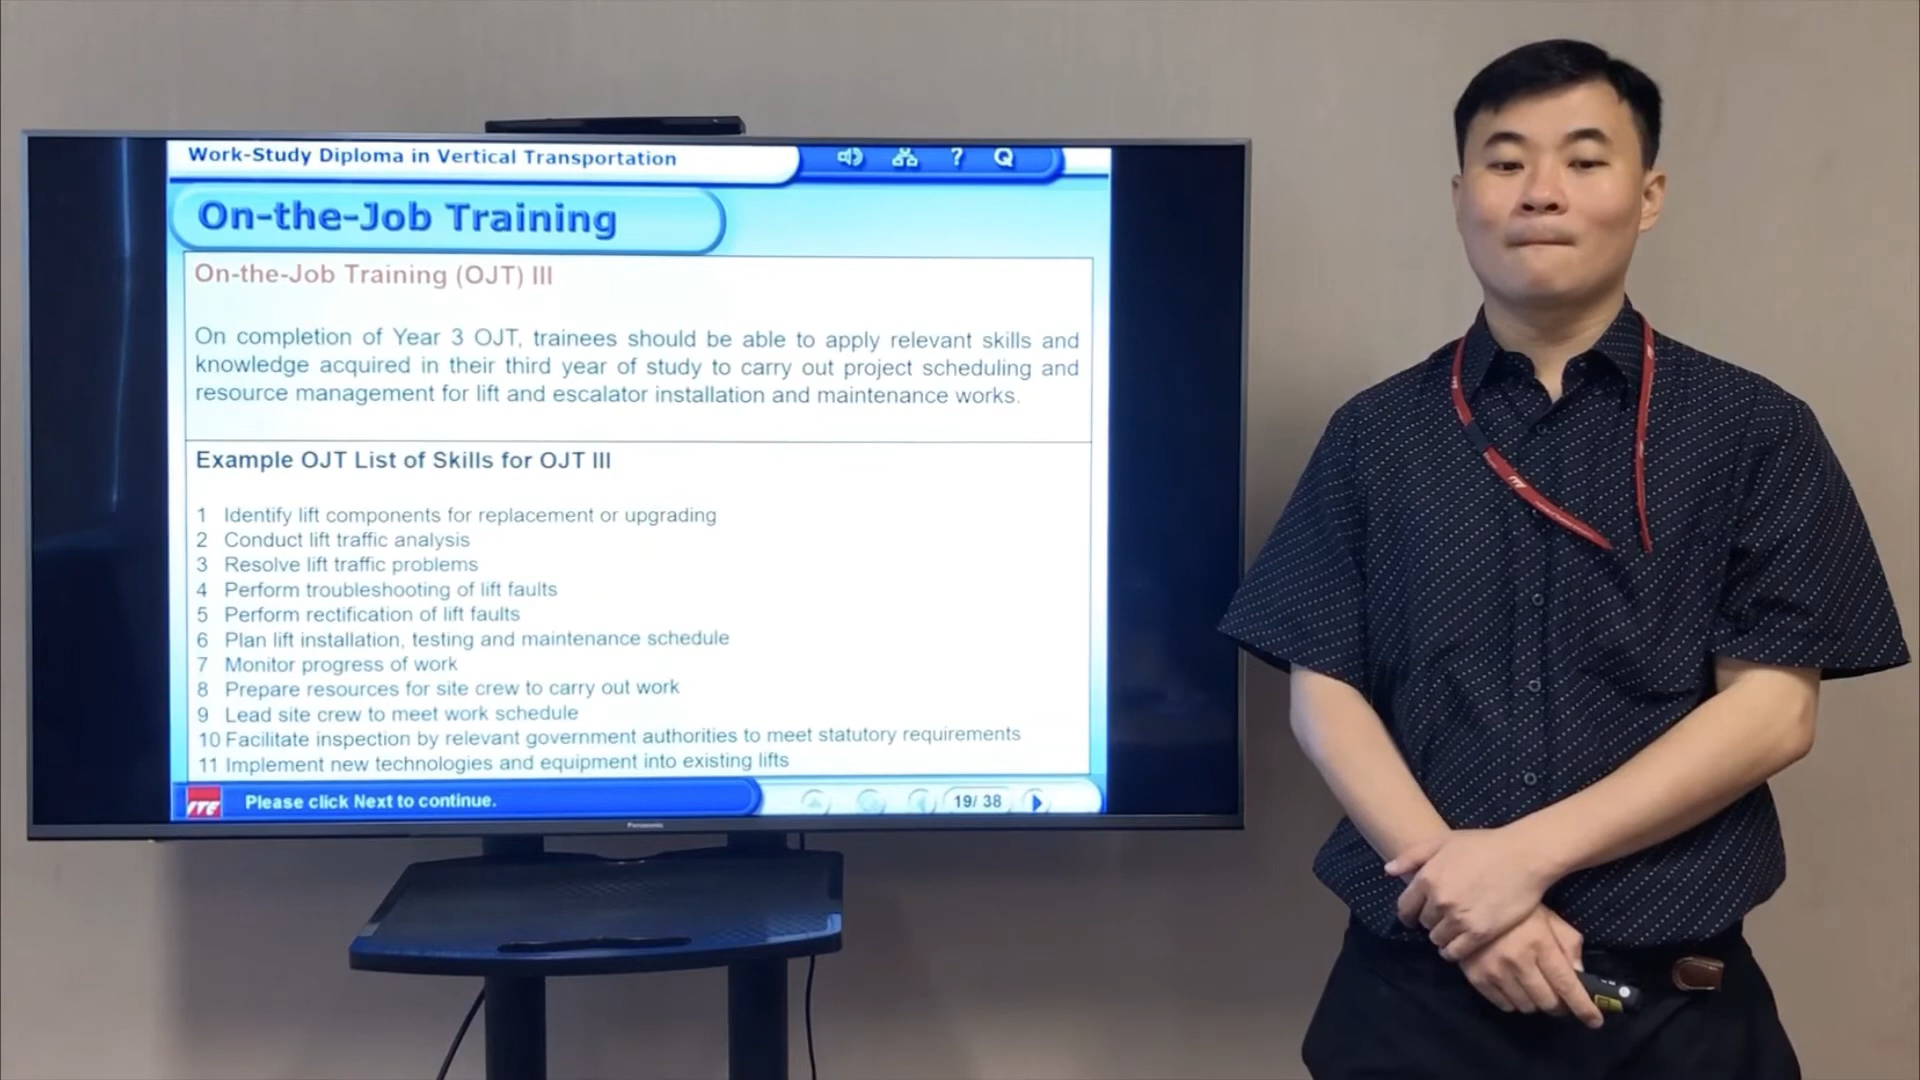 Work-Study Diploma in Vertical Transportation
? Q
On-the-Job Training
On-the-Job Training (OJT) III
On completion of Year 3 OJT, trainees should be able to apply relevant skills and
knowledge acquired in their third year of study to carry out project scheduling and
resource management for lift and escalator installation and maintenance works.
Example OJT List of Skills for OJT III
1 Identify lift components for replacement or upgrading
2 Conduct lift traffic analysis
3 Resolve lift traffic problems
4 Perform troubleshooting of lift faults
5 Perform rectification of lift faults
6 Plan lift installation, testing and maintenance schedule
7 Monitor progress of work
8 Prepare resources for site crew to carry out work
9 Lead site crew to meet work schedule
10 Facilitate inspection by relevant government authorities to meet statutory requirements
11 Implement new technologies and equipment into existing lifts
ITE Please click Next to continue. 19/ 38
Panasonic
ITE